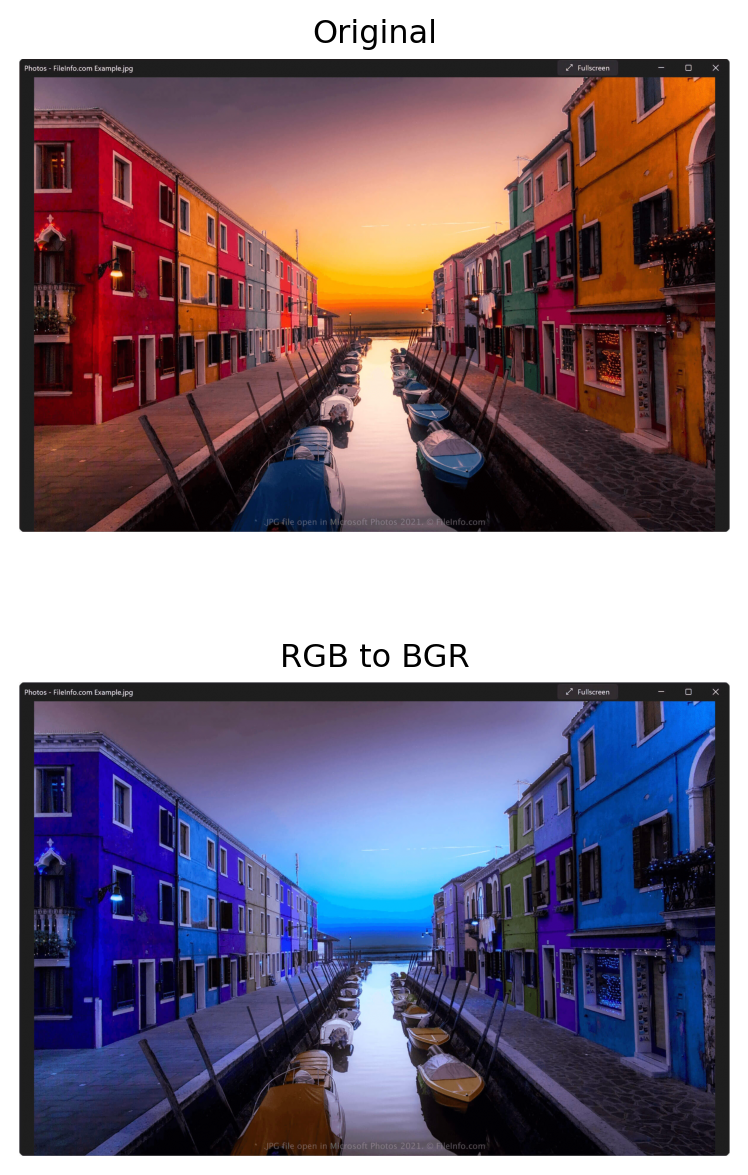 Original
Photos - FileInfo.com Example.jpg
Fullscreen
JPG file open in Microsoft Photos 2021, © FileInfo.com
RGB to BGR
Photos - FileInfo.com Example.jpg
Fullscreen
JPG file open in Microsoft Photos 2021, © FileInfo.com